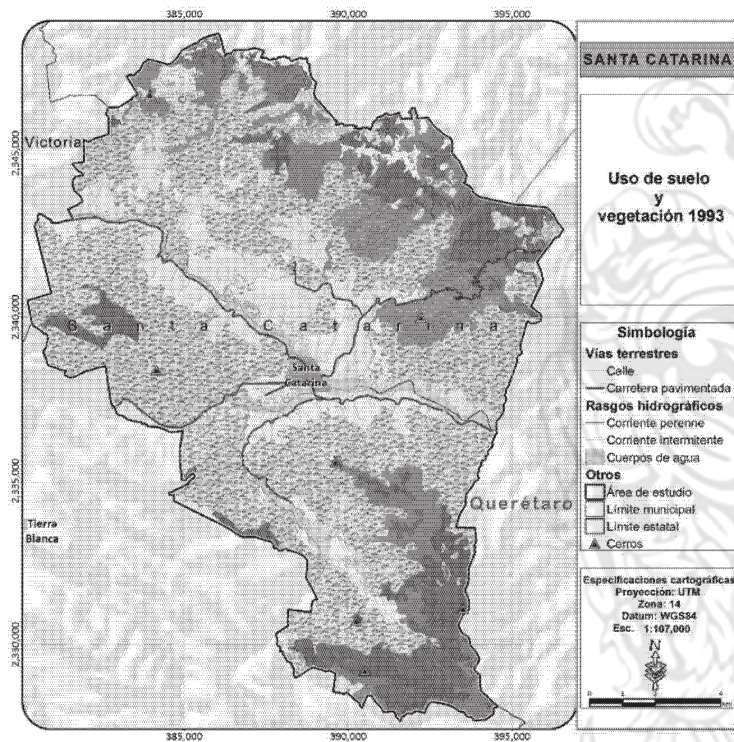 385,000 390,000 395,000
2,345,000
2,340,000
2,335,000
2,330,000
Victoria
Santa Catarina
Santa
Catarina
Querétaro
Tierra
Blanca
385,000 390,000 395,000
SANTA CATARINA
Uso de suelo
y
vegetación 1993
Simbología
Vías terrestres
Calle
Carretera pavimentada
Rasgos hidrográficos
Corriente perenne
Corriente intermitente
Cuerpos de agua
Otros
Área de estudio
Límite municipal
Límite estatal
Cerros
Especificaciones cartográficas
Proyección: UTM
Zona: 14
Datum: WGS84
Esc. 1:107,000
N
0 1 2 4
km